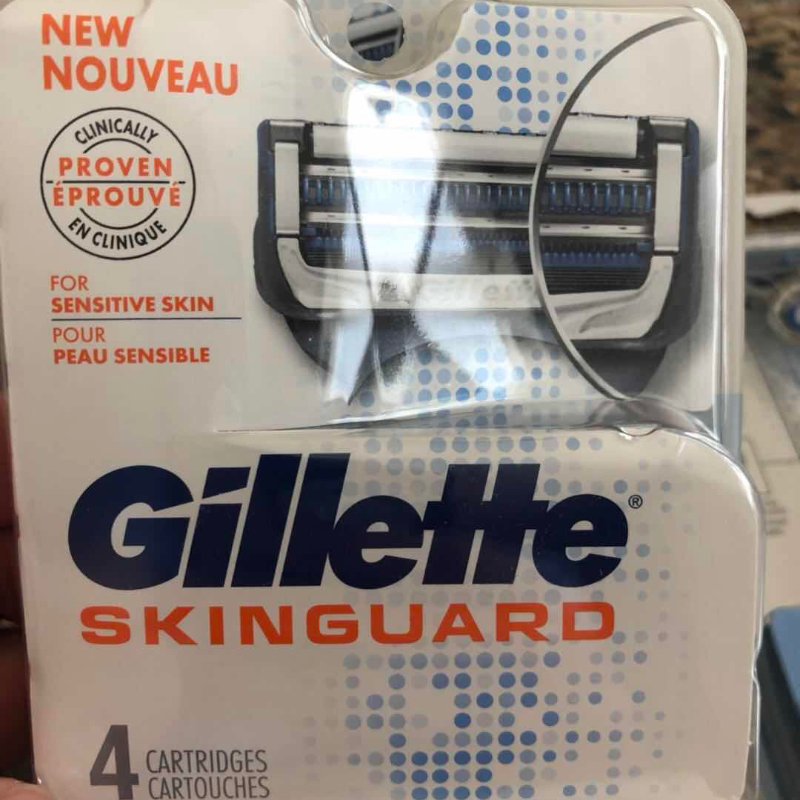 NEW
NOUVEAU
CLINICALLY
PROVEN
ÉPROUVÉ
EN CLINIQUE
FOR
SENSITIVE SKIN
POUR
PEAU SENSIBLE
Gillette®
SKINGUARD
4 CARTRIDGES
CARTOUCHES